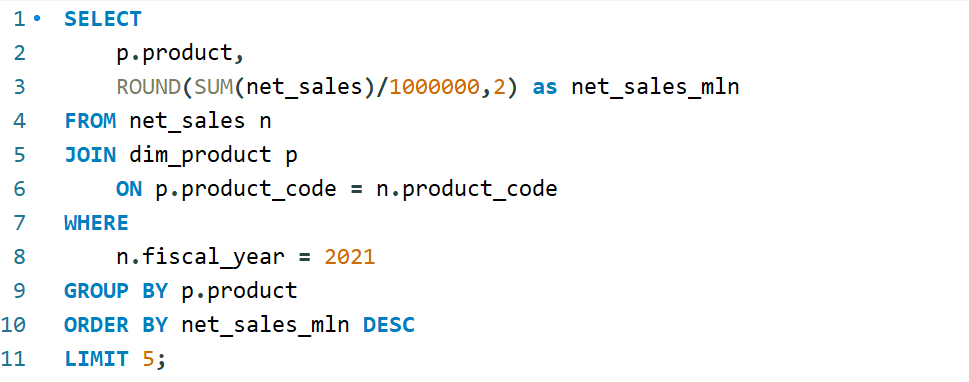 1 SELECT
2 p.product,
3 ROUND(SUM(net_sales)/1000000,2) as net_sales_mln
4 FROM net_sales n
5 JOIN dim_product p
6 ON p.product_code = n.product_code
7 WHERE
8 n.fiscal_year = 2021
9 GROUP BY p.product
10 ORDER BY net_sales_mln DESC
11 LIMIT 5;